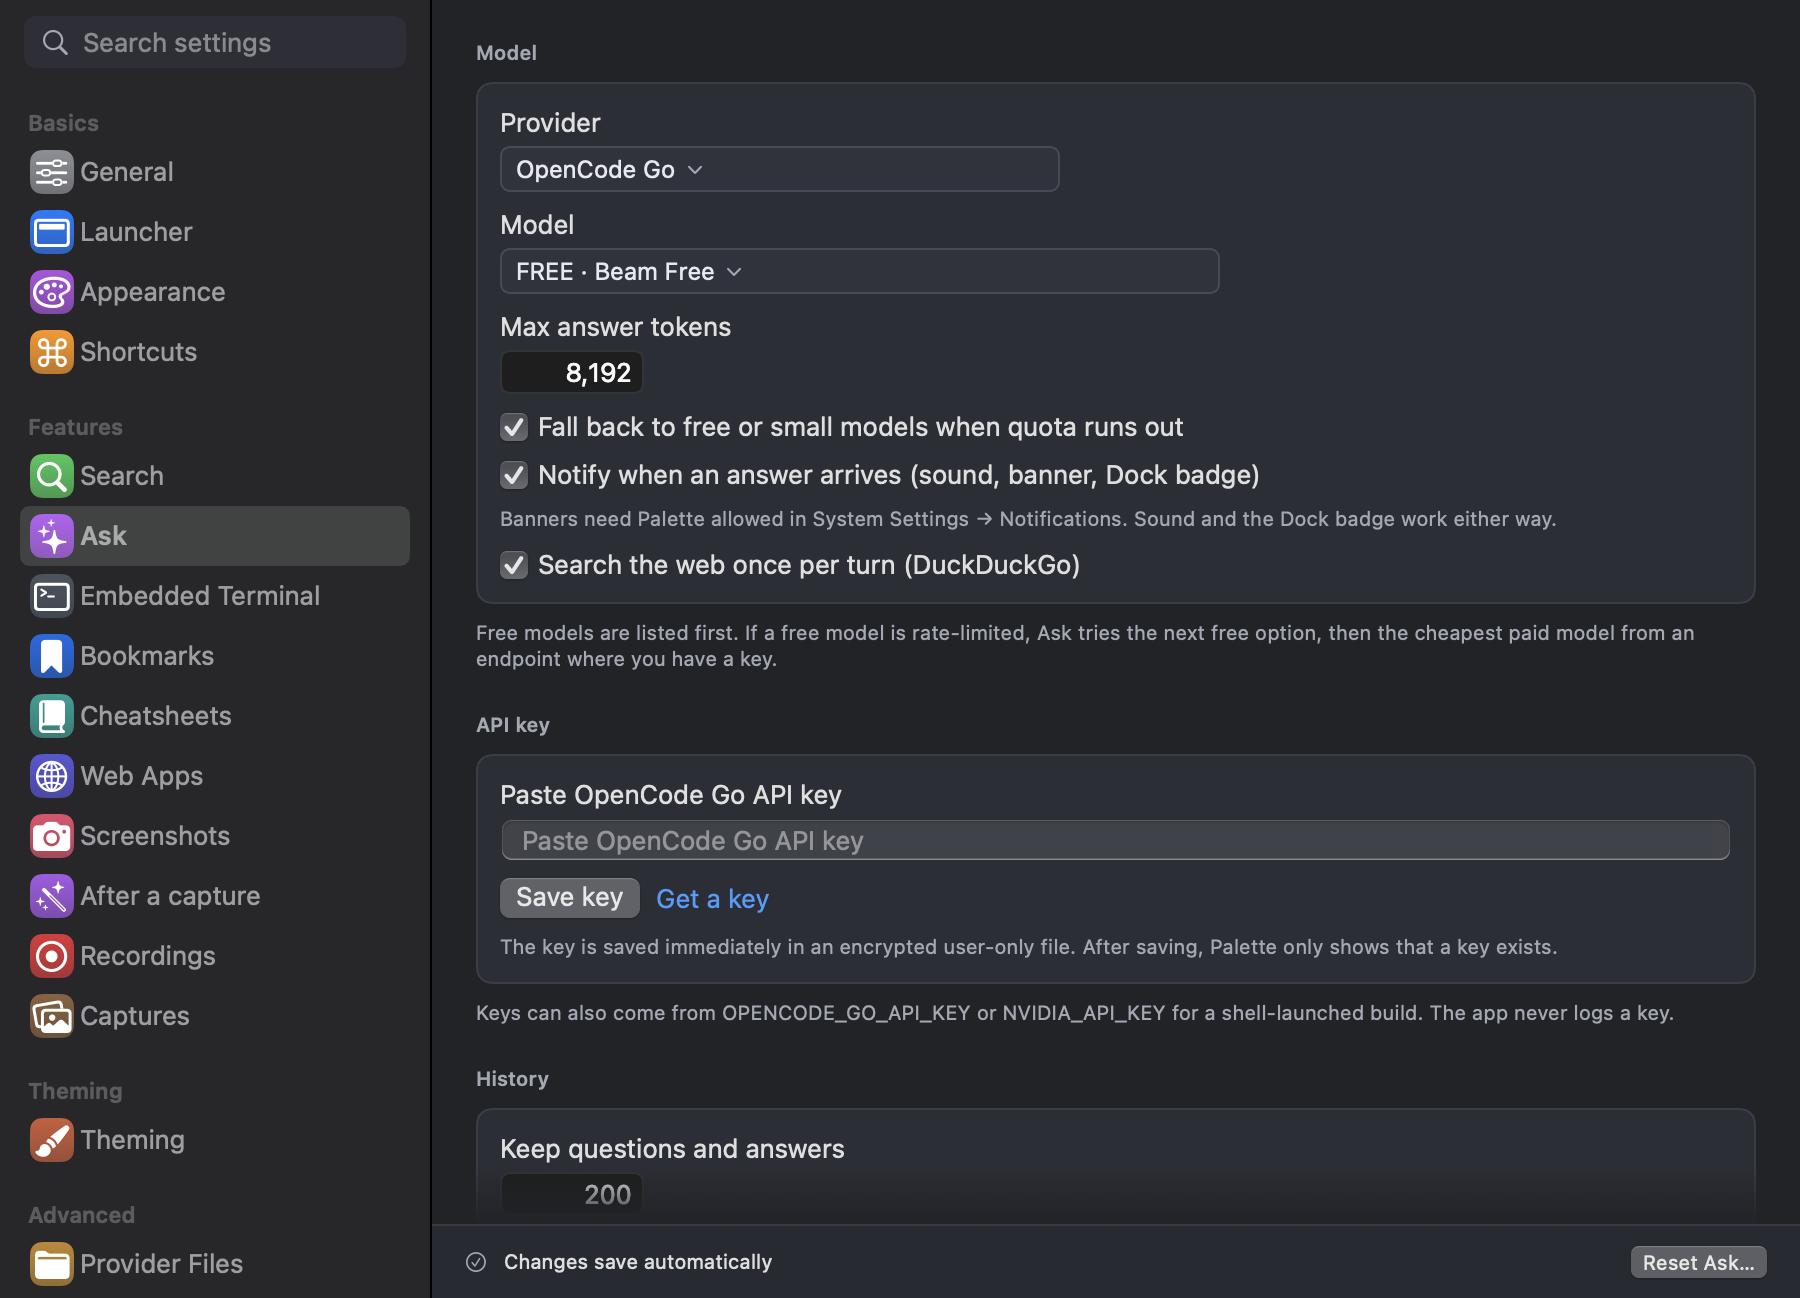 Search settings
Basics
General
Launcher
Appearance
Shortcuts
Features
Search
Ask
Embedded Terminal
Bookmarks
Cheatsheets
Web Apps
Screenshots
After a capture
Recordings
Captures
Theming
Theming
Advanced
Provider Files
Model
Provider
OpenCode Go
Model
FREE · Beam Free
Max answer tokens
8,192
Fall back to free or small models when quota runs out
Notify when an answer arrives (sound, banner, Dock badge)
Banners need Palette allowed in System Settings → Notifications. Sound and the Dock badge work either way.
Search the web once per turn (DuckDuckGo)
Free models are listed first. If a free model is rate-limited, Ask tries the next free option, then the cheapest paid model from an
endpoint where you have a key.
API key
Paste OpenCode Go API key
Paste OpenCode Go API key
Save key Get a key
The key is saved immediately in an encrypted user-only file. After saving, Palette only shows that a key exists.
Keys can also come from OPENCODE_GO_API_KEY or NVIDIA_API_KEY for a shell-launched build. The app never logs a key.
History
Keep questions and answers
200
Changes save automatically
Reset Ask...